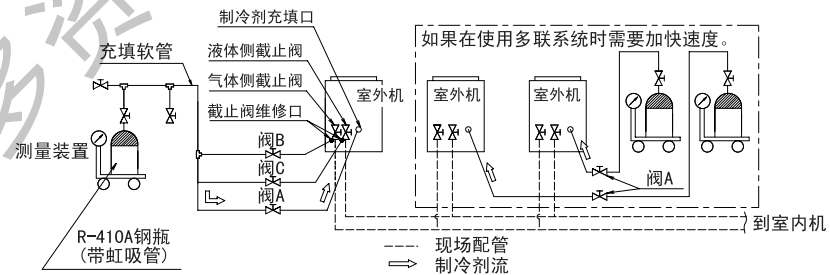 制冷剂充填口
如果在使用多联系统时需要加快速度。
充填软管
液体侧截止阀
气体侧截止阀
室外机
室外机
室外机
截止阀维修口
测量装置
阀B
阀C
阀A
阀A
到室内机
R-410A钢瓶
(带虹吸管)
现场配管
制冷剂流
多资